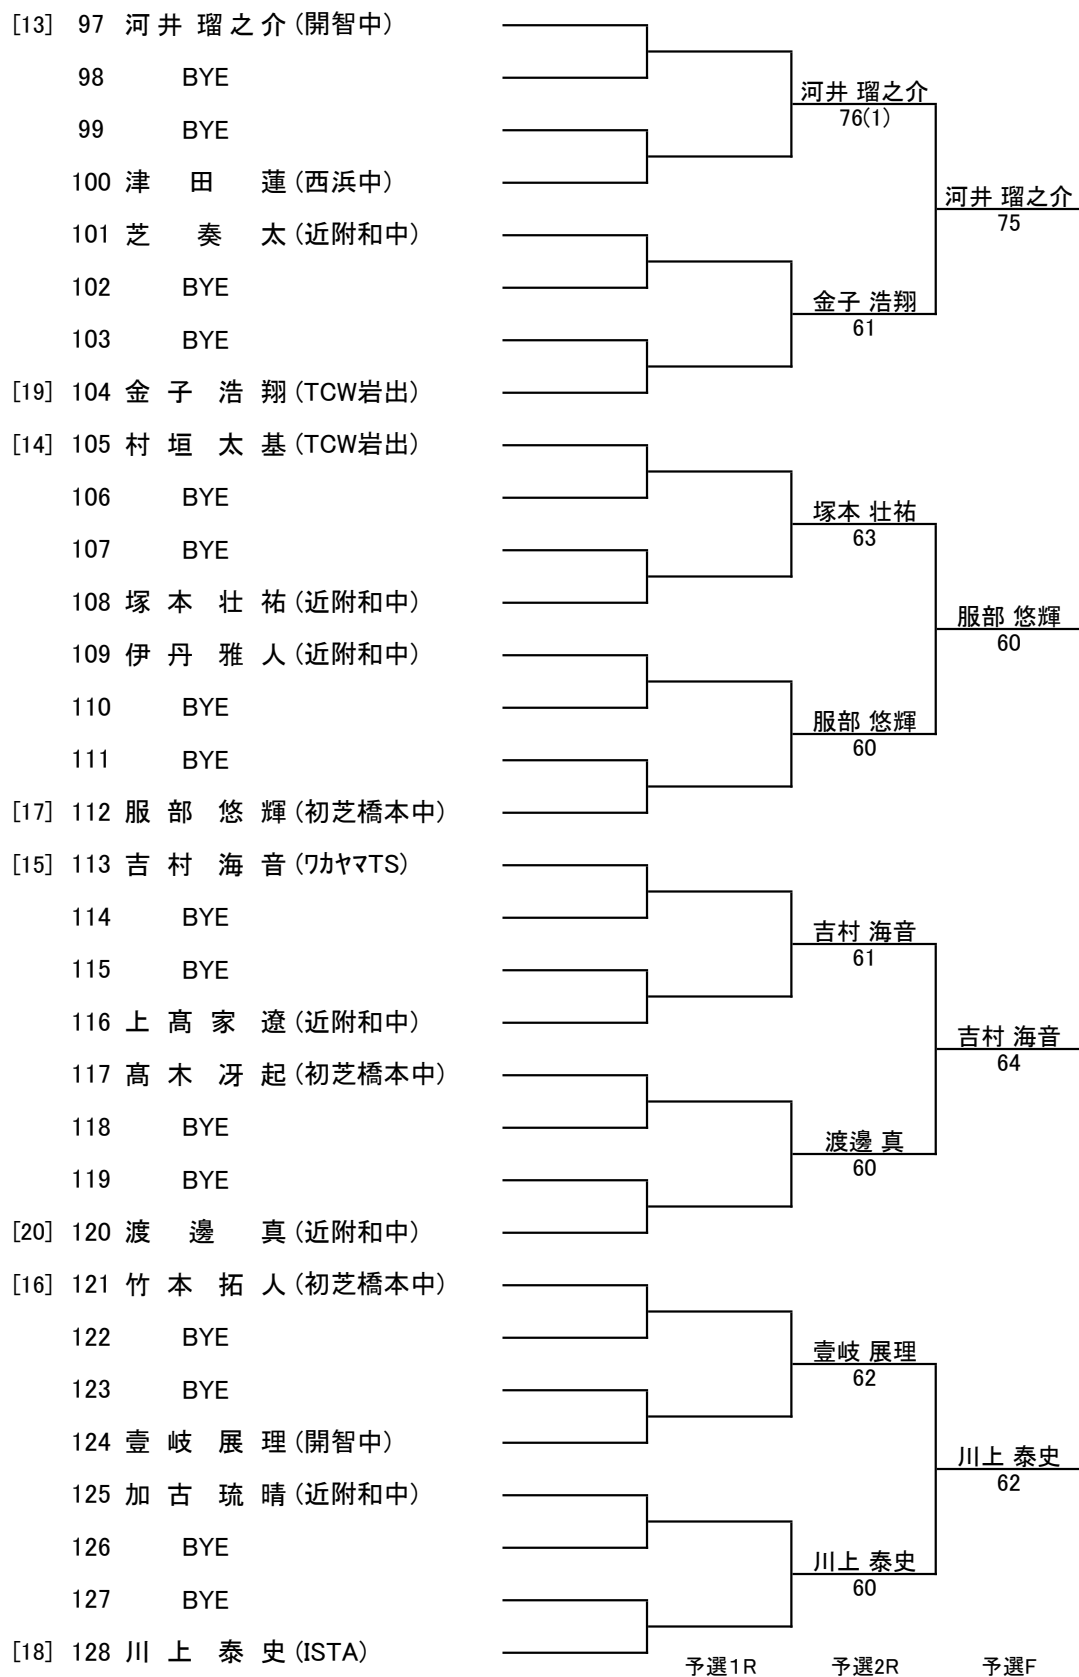 [13] 97 河井 瑠之介 (開智中)
98 BYE
河井 瑠之介
76(1)
99 BYE
100 津田 蓮 (西浜中)
河井 瑠之介
75
101 芝 奏太 (近附和中)
102 BYE
金子 浩翔
61
103 BYE
[19] 104 金子 浩翔 (TCW岩出)
[14] 105 村垣 太基 (TCW岩出)
106 BYE
塚本 壮祐
63
107 BYE
108 塚本 壮祐 (近附和中)
服部 悠輝
60
109 伊丹 雅人 (近附和中)
110 BYE
服部 悠輝
60
111 BYE
[17] 112 服部 悠輝 (初芝橋本中)
[15] 113 吉村 海音 (ﾜｶﾔﾏTS)
114 BYE
吉村 海音
61
115 BYE
116 上髙家 遼 (近附和中)
吉村 海音
64
117 髙木 冴起 (初芝橋本中)
118 BYE
渡邊 真
60
119 BYE
[20] 120 渡邊 真 (近附和中)
[16] 121 竹本 拓人 (初芝橋本中)
122 BYE
壹岐 展理
62
123 BYE
124 壹岐 展理 (開智中)
川上 泰史
62
125 加古 琉晴 (近附和中)
126 BYE
川上 泰史
60
127 BYE
[18] 128 川上 泰史 (ISTA)
予選1R 予選2R 予選F